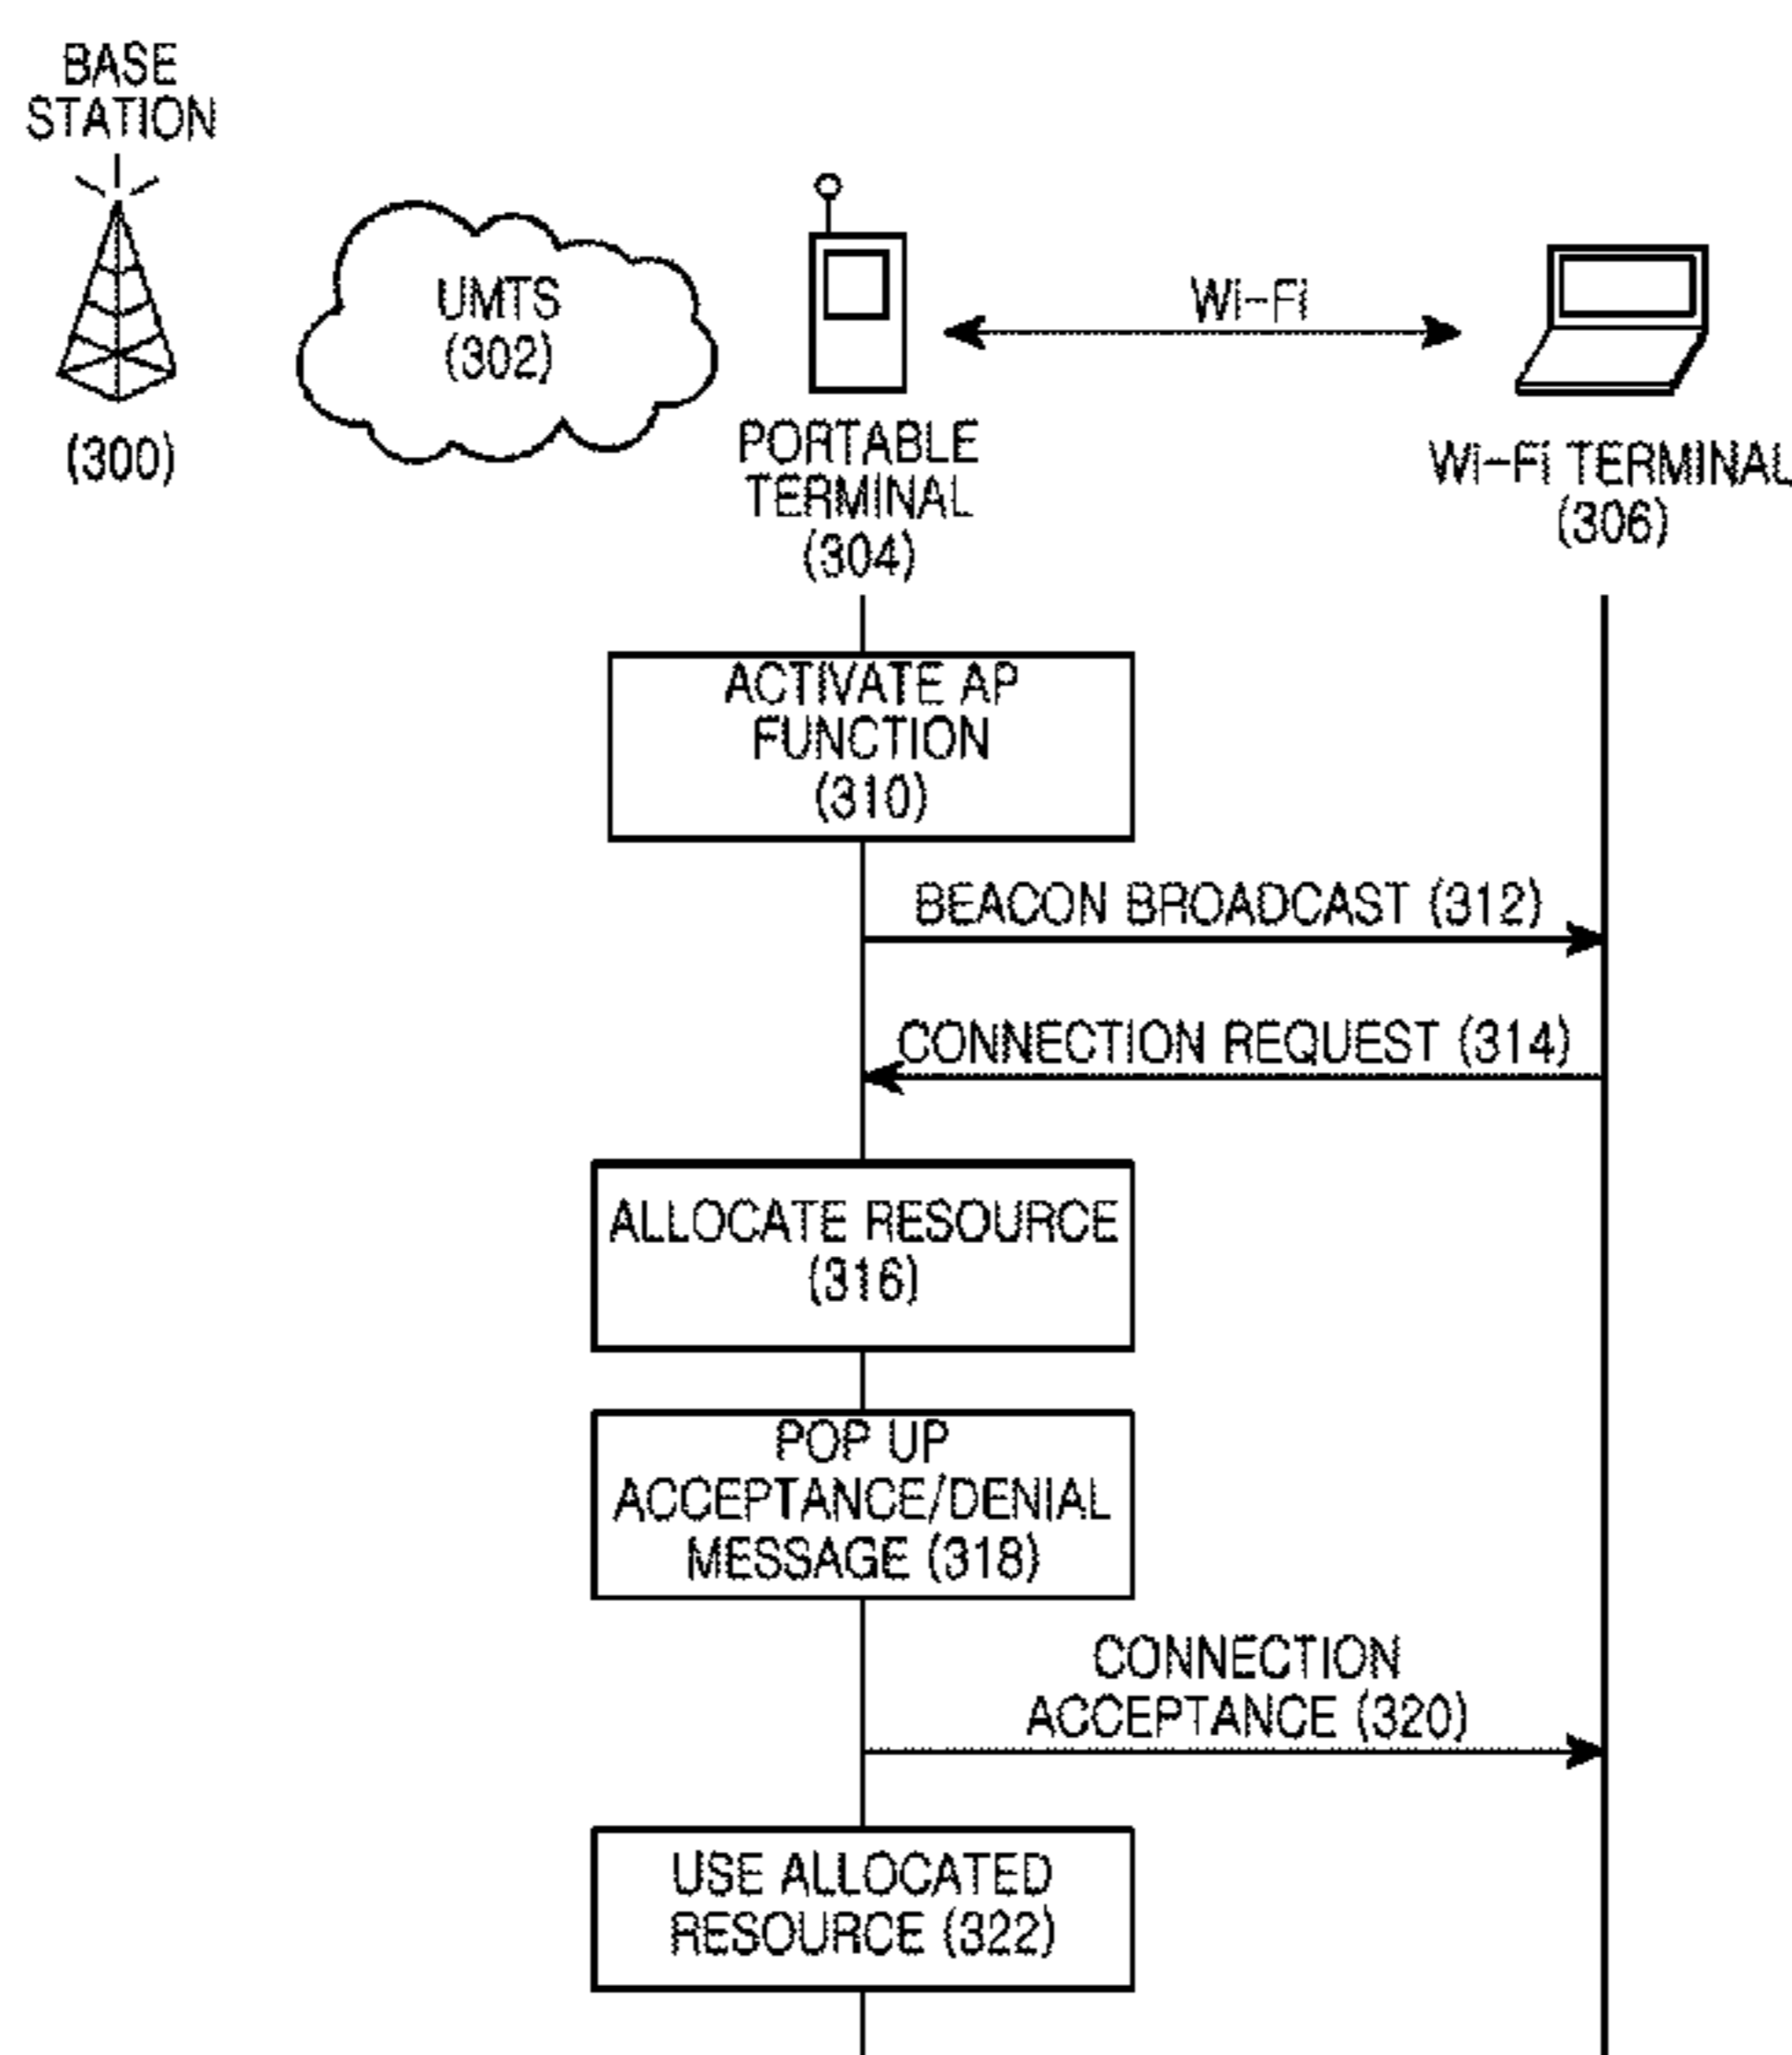 BASE
STATION
(300)
UMTS
(302)
PORTABLE
TERMINAL
(304)
Wi-Fi
Wi-Fi TERMINAL
(306)
ACTIVATE AP
FUNCTION
(310)
BEACON BROADCAST (312)
CONNECTION REQUEST (314)
ALLOCATE RESOURCE
(316)
POP UP
ACCEPTANCE/DENIAL
MESSAGE (318)
CONNECTION
ACCEPTANCE (320)
USE ALLOCATED
RESOURCE (322)